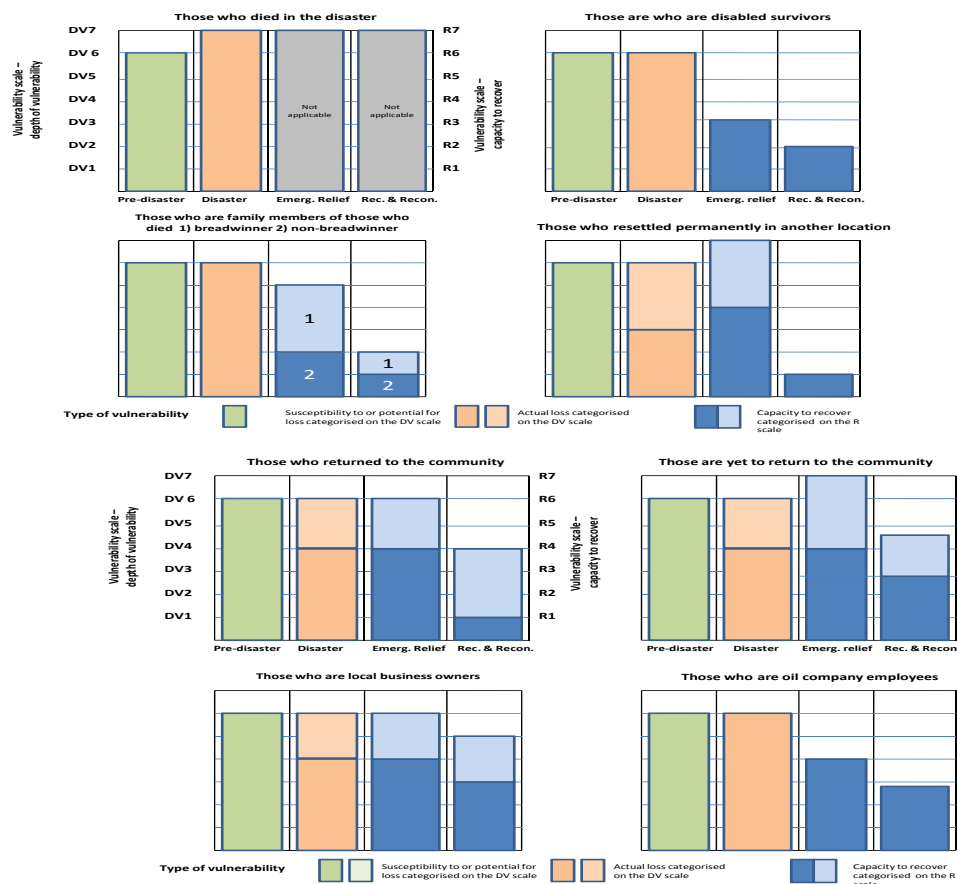 Those who died in the disaster
Those are who are disabled survivors
DV7
DV 6
DV5
DV4
DV3
DV2
DV1
Vulnerability scale –
depth of vulnerability
Not
applicable
Not
applicable
R7
R6
R5
R4
R3
R2
R1
Vulnerability scale –
capacity to recover
Pre-disaster Disaster Emerg. Relief Rec. & Recon.
Pre-disaster Disaster Emerg. relief Rec. & Recon.
Those who are family members of those who
died 1) breadwinner 2) non-breadwinner
Those who resettled permanently in another location
1
2
1
2
Type of vulnerability
Susceptibility to or potential for
loss categorised on the DV scale
Actual loss categorised
on the DV scale
Capacity to recover
categorised on the R
scale
Those who returned to the community
Those are yet to return to the community
DV7
DV 6
DV5
DV4
DV3
DV2
DV1
Vulnerability scale –
depth of vulnerability
R7
R6
R5
R4
R3
R2
R1
Vulnerability scale –
capacity to recover
Pre-disaster Disaster Emerg. Relief Rec. & Recon.
Pre-disaster Disaster Emerg. relief Rec. & Recon
Those who are local business owners
Those who are oil company employees
Type of vulnerability
Susceptibility to or potential for
loss categorised on the DV scale
Actual loss categorised
on the DV scale
Capacity to recover
categorised on the R
scale